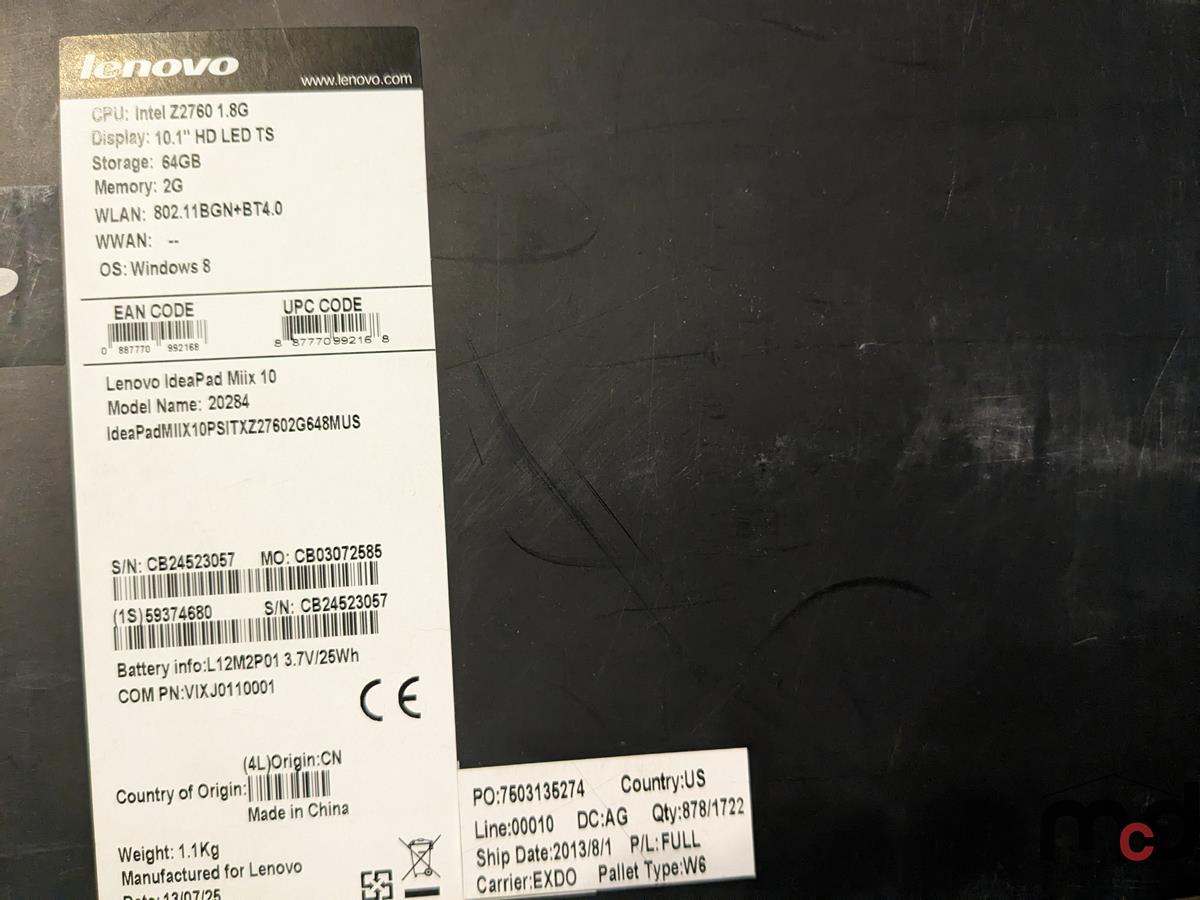 lenovo
www.lenovo.com
CPU: Intel Z2760 1.8G
Display: 10.1" HD LED TS
Storage: 64GB
Memory: 2G
WLAN: 802.11BGN+BT4.0
WWAN: --
OS: Windows 8
EAN CODE UPC CODE
0 887770 992168 8 87770 99216 8
Lenovo IdeaPad Miix 10
Model Name: 20284
IdeaPadMIIX10PSITXZ27602G648MUS
S/N: CB24523057 MO: CB03072585
(1S)59374680 S/N: CB24523057
Battery info:L12M2P01 3.7V/25Wh
COM PN:VIXJ0110001
CE
(4L)Origin:CN
Country of Origin:
Made in China
Weight: 1.1Kg
Manufactured for Lenovo
Date:13/07/25
PO:7503135274 Country:US
Line:00010 DC:AG Qty:878/1722
Ship Date:2013/8/1 P/L:FULL
Carrier:EXDO Pallet Type:W6
mcd